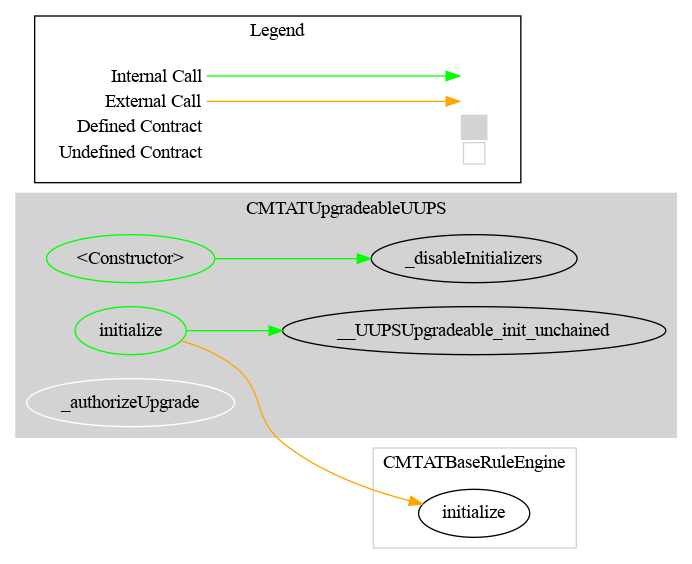 Legend
Internal Call
External Call
Defined Contract
Undefined Contract
CMTATUpgradeableUUPS
<Constructor>
_disableInitializers
initialize
__UUPSUpgradeable_init_unchained
_authorizeUpgrade
CMTATBaseRuleEngine
initialize